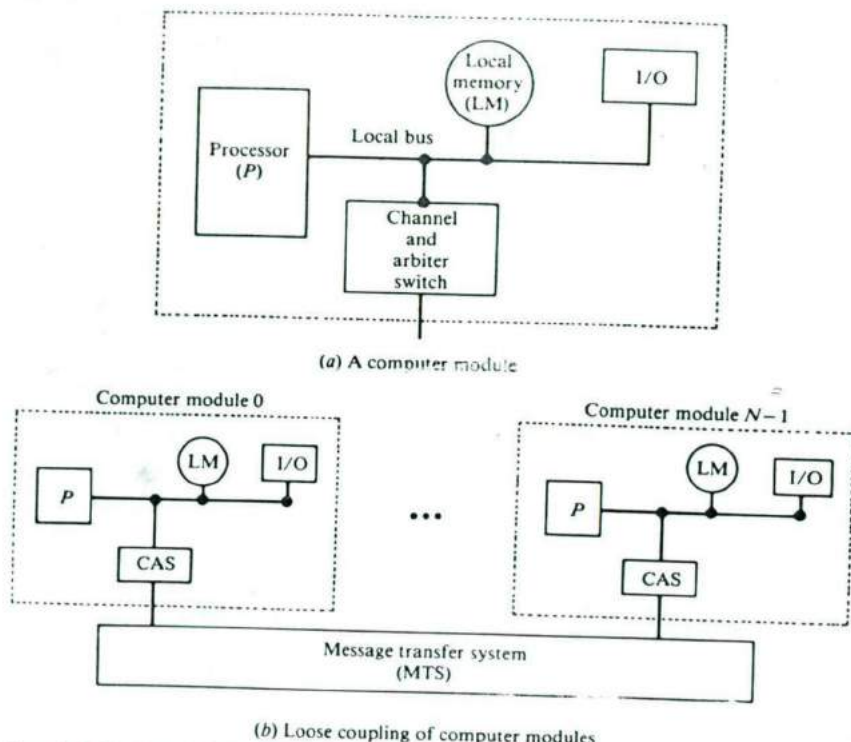 Local
memory
(LM)
I/O
Processor
(P)
Local bus
Channel
and
arbiter
switch
(a) A computer module
Computer module 0
LM
I/O
P
CAS
...
Computer module N-1
LM
I/O
P
CAS
Message transfer system
(MTS)
(b) Loose coupling of computer modules